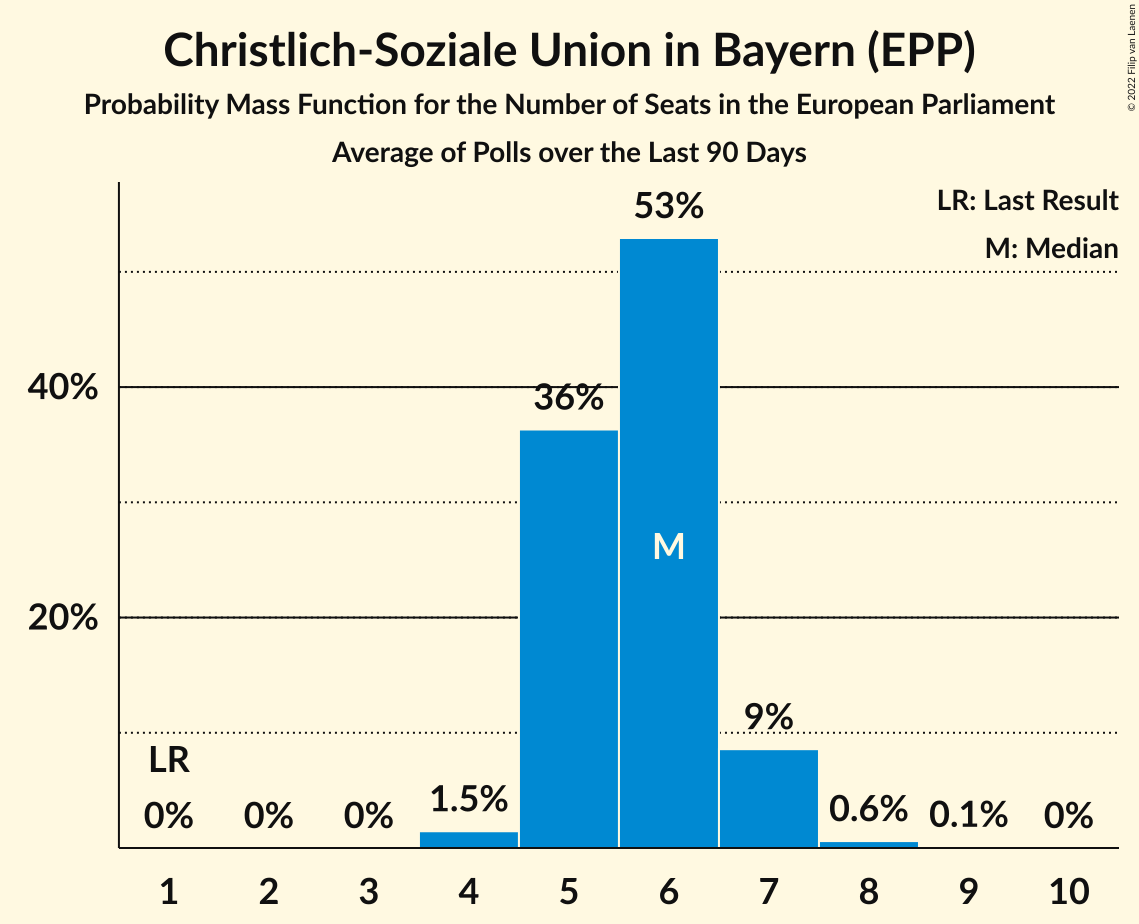 Christlich-Soziale Union in Bayern (EPP)
Probability Mass Function for the Number of Seats in the European Parliament
Average of Polls over the Last 90 Days
© 2022 Filip van Laenen
LR: Last Result
M: Median
53%
40%
36%
M
20%
9%
LR
0% 0% 0% 1.5% 0.6% 0.1% 0%
1 2 3 4 5 6 7 8 9 10